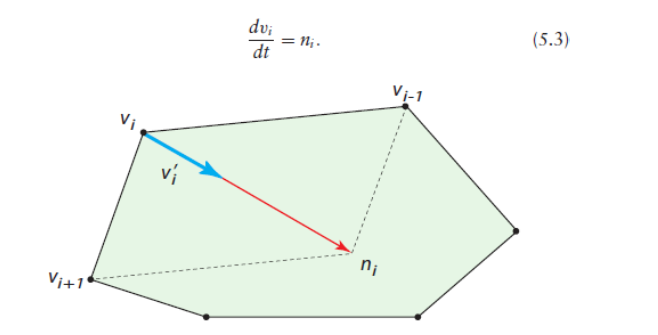 dv_i/dt = n_i. (5.3)
v_{i-1}
v_i
v'_i
n_i
v_{i+1}